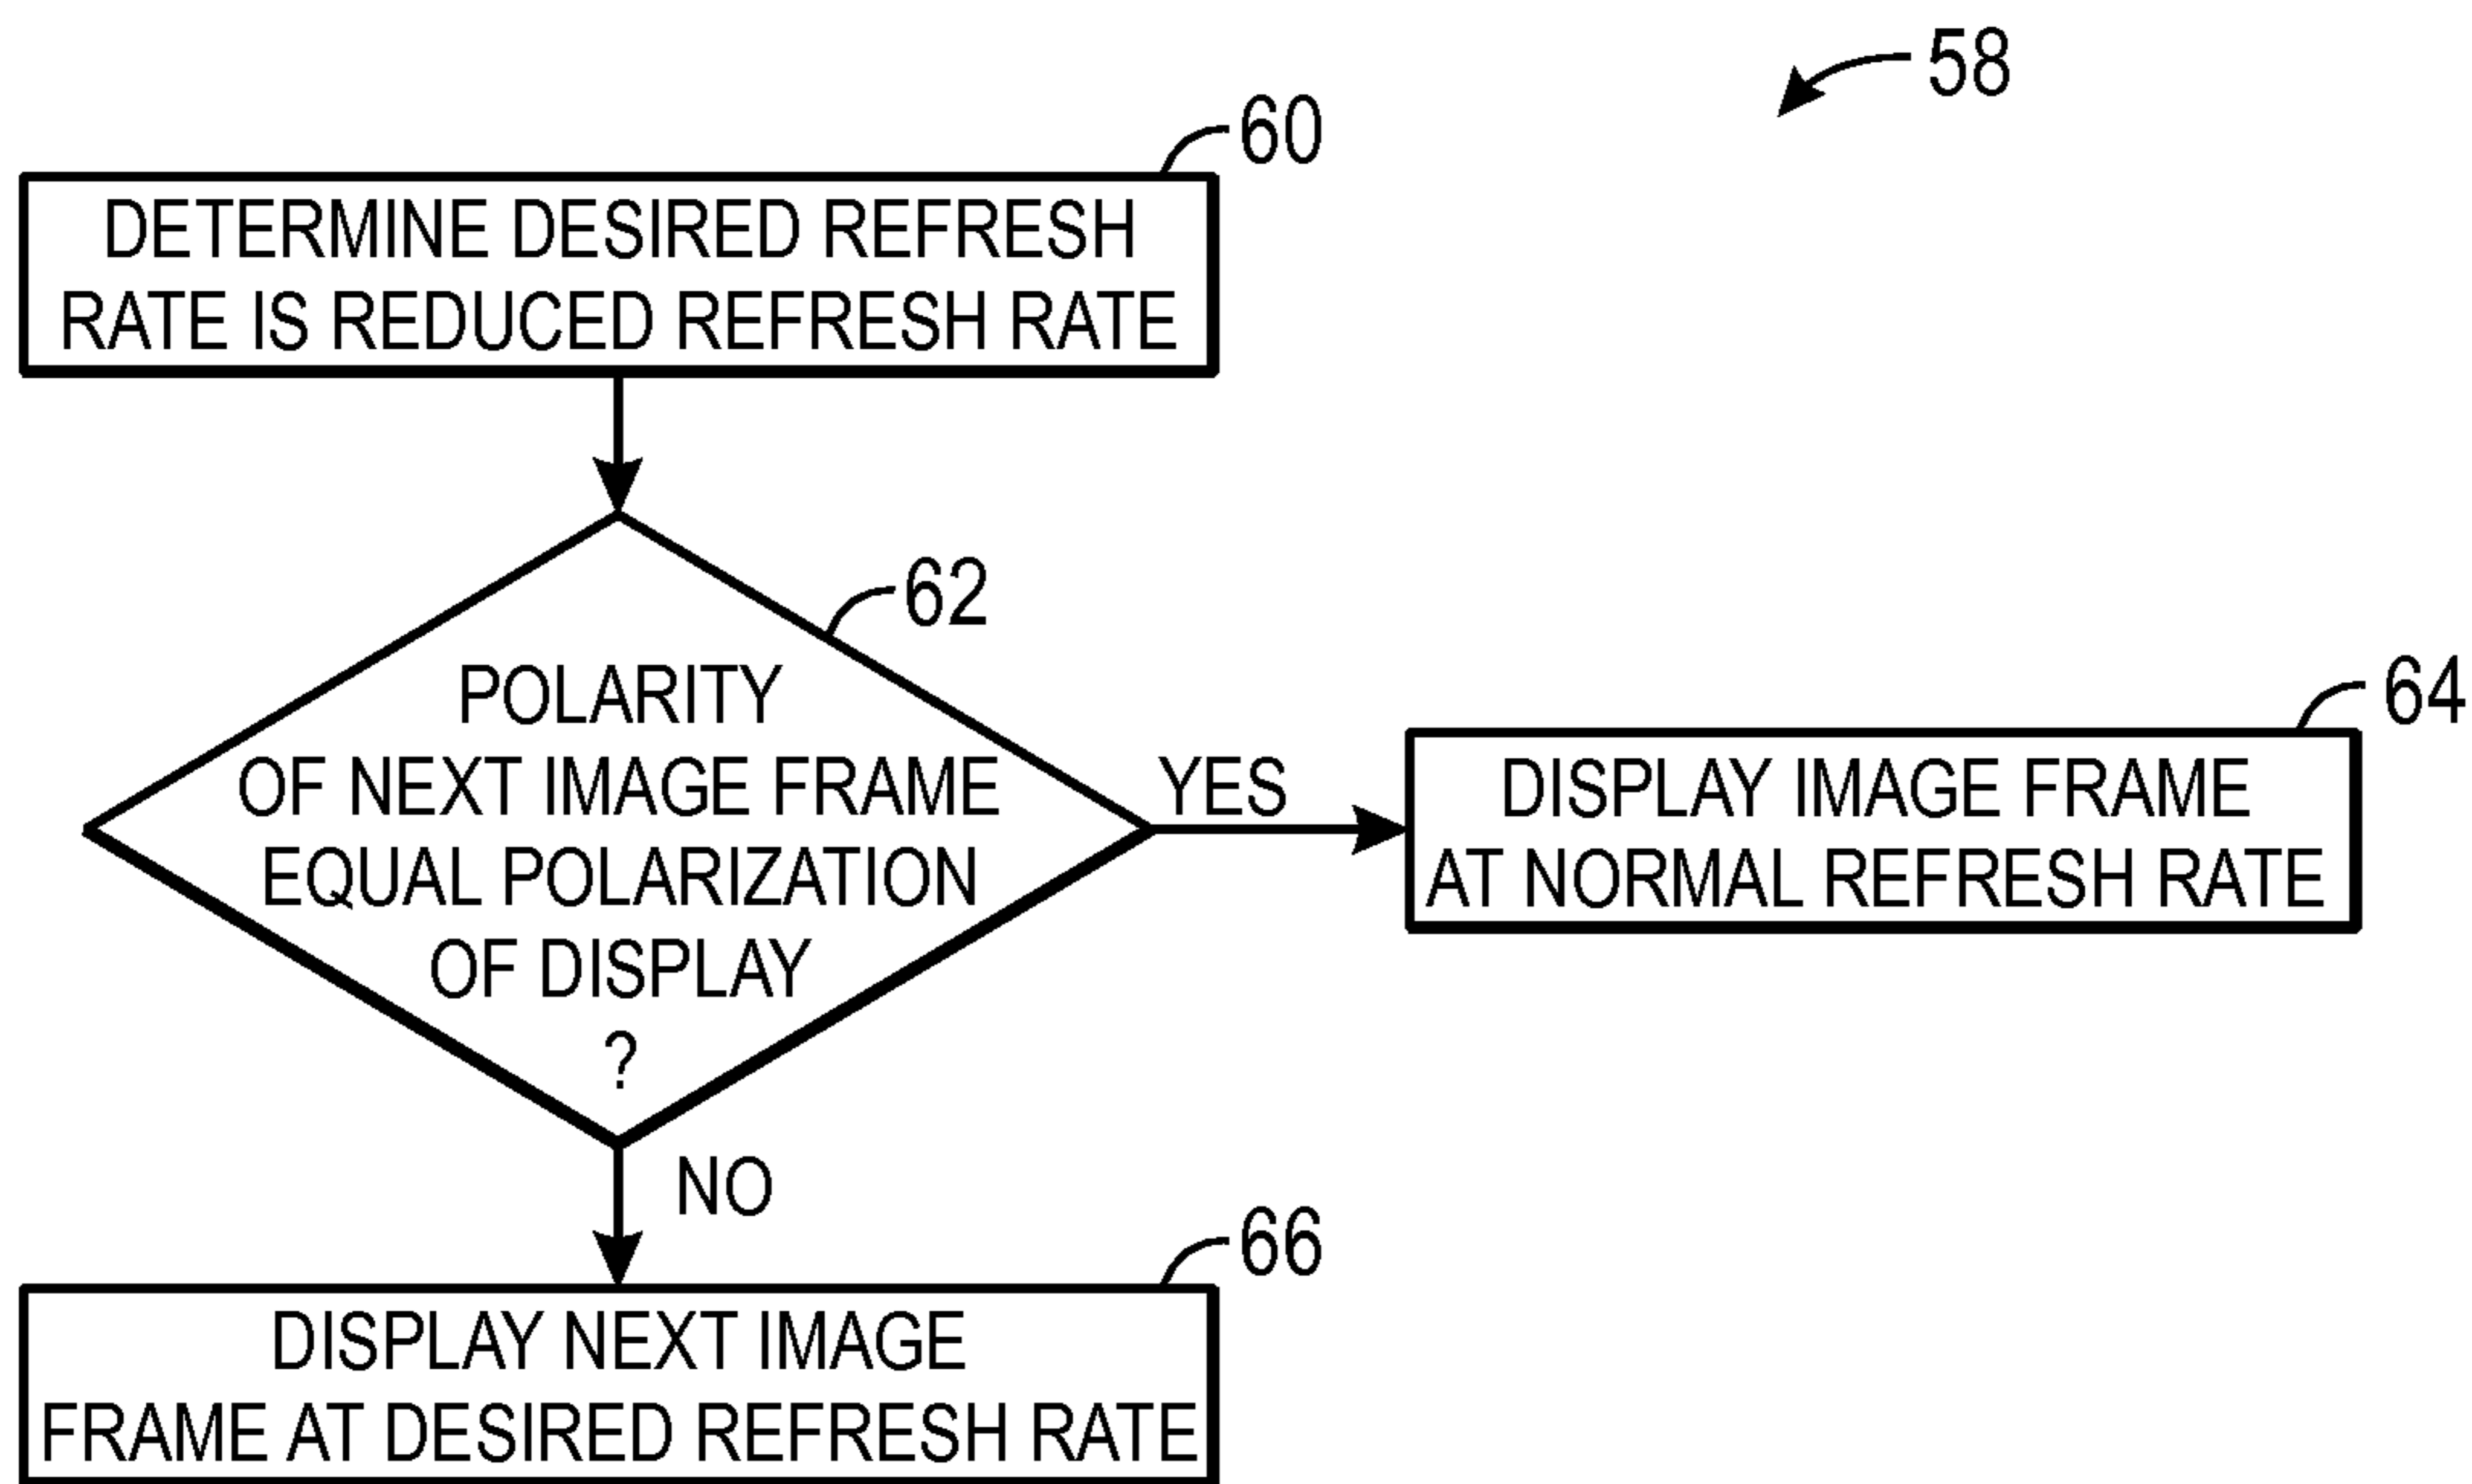 58
60
DETERMINE DESIRED REFRESH
RATE IS REDUCED REFRESH RATE
62
POLARITY
OF NEXT IMAGE FRAME
EQUAL POLARIZATION
OF DISPLAY
?
YES
64
DISPLAY IMAGE FRAME
AT NORMAL REFRESH RATE
NO
66
DISPLAY NEXT IMAGE
FRAME AT DESIRED REFRESH RATE